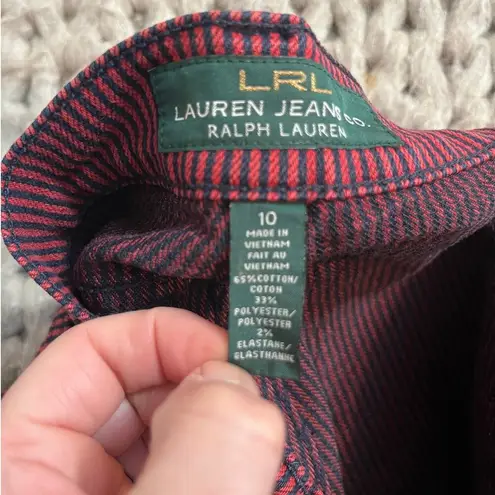 LRL
LAUREN JEANS CO.
RALPH LAUREN
10
MADE IN
VIETNAM
FAIT AU
VIETNAM
65%COTTON/
COTON
33%
POLYESTER/
POLYESTER
2%
ELASTANE/
ELASTHANNE